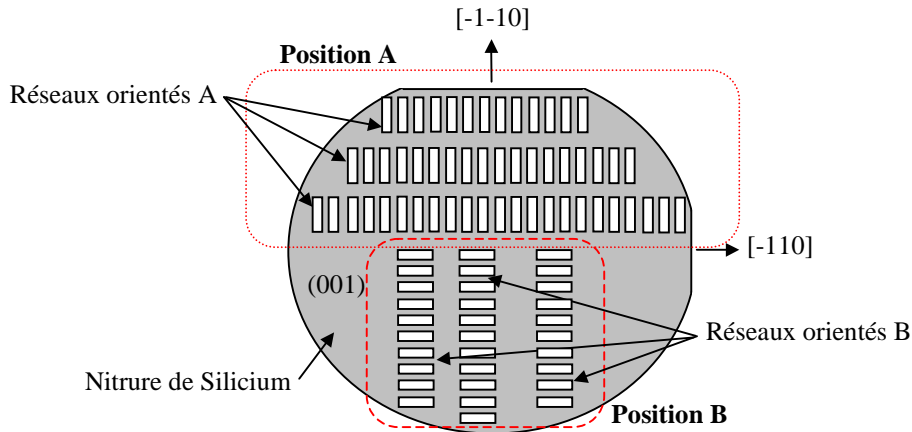 [-1-10]
Position A
Réseaux orientés A
[-110]
(001)
Réseaux orientés B
Nitrure de Silicium
Position B